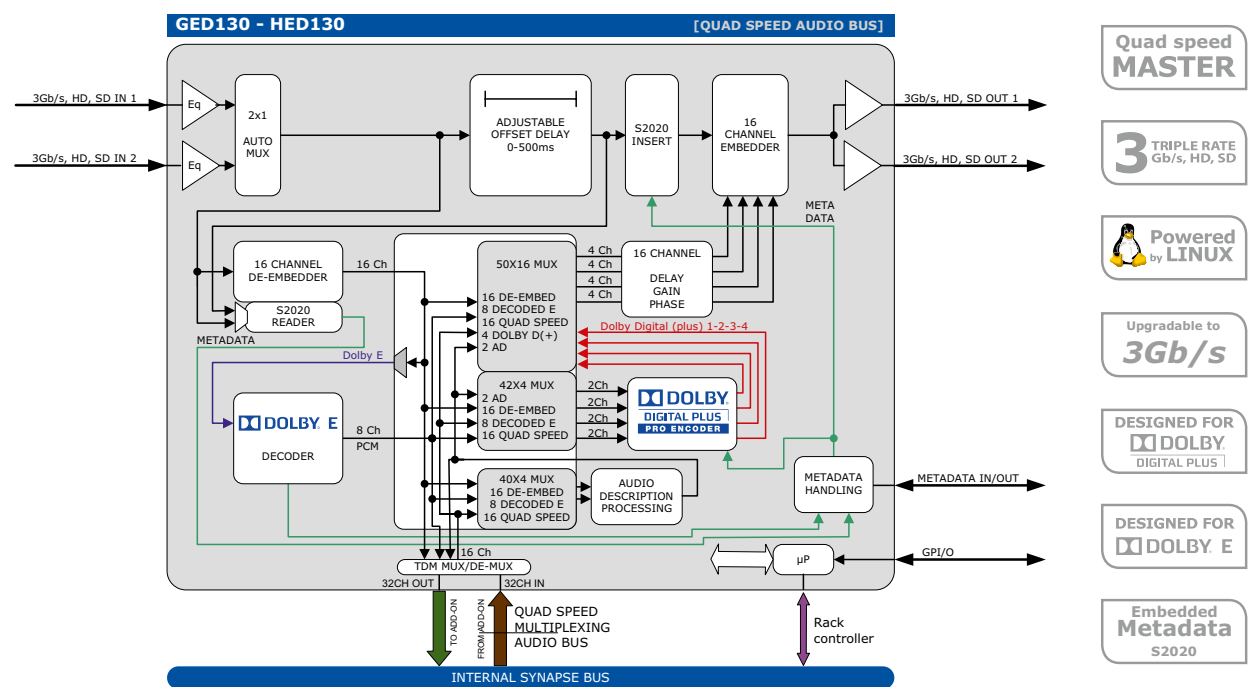 GED130 - HED130
[QUAD SPEED AUDIO BUS]
3Gb/s, HD, SD IN 1
3Gb/s, HD, SD IN 2
Eq
Eq
2x1
AUTO
MUX
ADJUSTABLE
OFFSET DELAY
0-500ms
S2020
INSERT
16
CHANNEL
EMBEDDER
3Gb/s, HD, SD OUT 1
3Gb/s, HD, SD OUT 2
META
DATA
16 CHANNEL
DE-EMBEDDER
16 Ch
S2020
READER
METADATA
50X16 MUX
16 DE-EMBED
8 DECODED E
16 QUAD SPEED
4 DOLBY D(+)
2 AD
4 Ch
4 Ch
4 Ch
4 Ch
16 CHANNEL
DELAY
GAIN
PHASE
Dolby Digital (plus) 1-2-3-4
Dolby E
DOLBY E
DECODER
8 Ch
PCM
42X4 MUX
2 AD
16 DE-EMBED
8 DECODED E
16 QUAD SPEED
2Ch
2Ch
2Ch
2Ch
DOLBY
DIGITAL PLUS
PRO ENCODER
40X4 MUX
16 DE-EMBED
8 DECODED E
16 QUAD SPEED
AUDIO
DESCRIPTION
PROCESSING
METADATA
HANDLING
METADATA IN/OUT
16 Ch
TDM MUX/DE-MUX
µP
GPI/O
32CH OUT
32CH IN
TO ADD-ON
FROM ADD-ON
QUAD SPEED
MULTIPLEXING
AUDIO BUS
Rack
controller
INTERNAL SYNAPSE BUS
Quad speed
MASTER
3 TRIPLE RATE
Gb/s, HD, SD
Powered
by LINUX
Upgradable to
3Gb/s
DESIGNED FOR
DOLBY
DIGITAL PLUS
DESIGNED FOR
DOLBY E
Embedded
Metadata
S2020